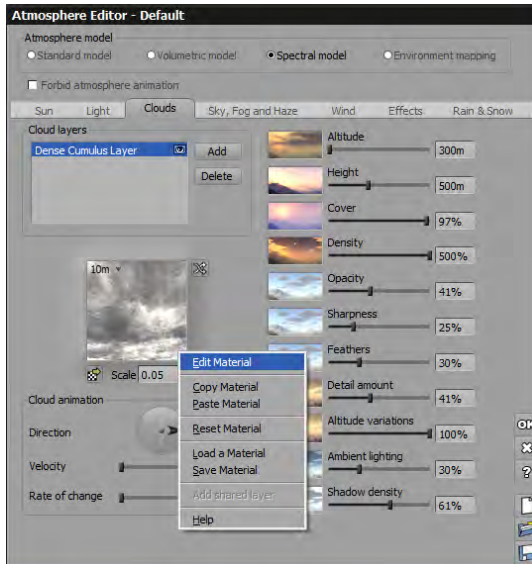 Atmosphere Editor - Default
Atmosphere model
Standard model Volumetric model Spectral model Environment mapping
Forbid atmosphere animation
Sun Light Clouds Sky, Fog and Haze Wind Effects Rain & Snow
Cloud layers
Dense Cumulus Layer
Add
Delete
10m
Scale 0.05
Cloud animation
Direction
Velocity
Rate of change
Edit Material
Copy Material
Paste Material
Reset Material
Load a Material
Save Material
Add shared layer
Help
Altitude
300m
Height
500m
Cover
97%
Density
500%
Opacity
41%
Sharpness
25%
Feathers
30%
Detail amount
41%
Altitude variations
100%
Ambient lighting
30%
Shadow density
61%
OK
?